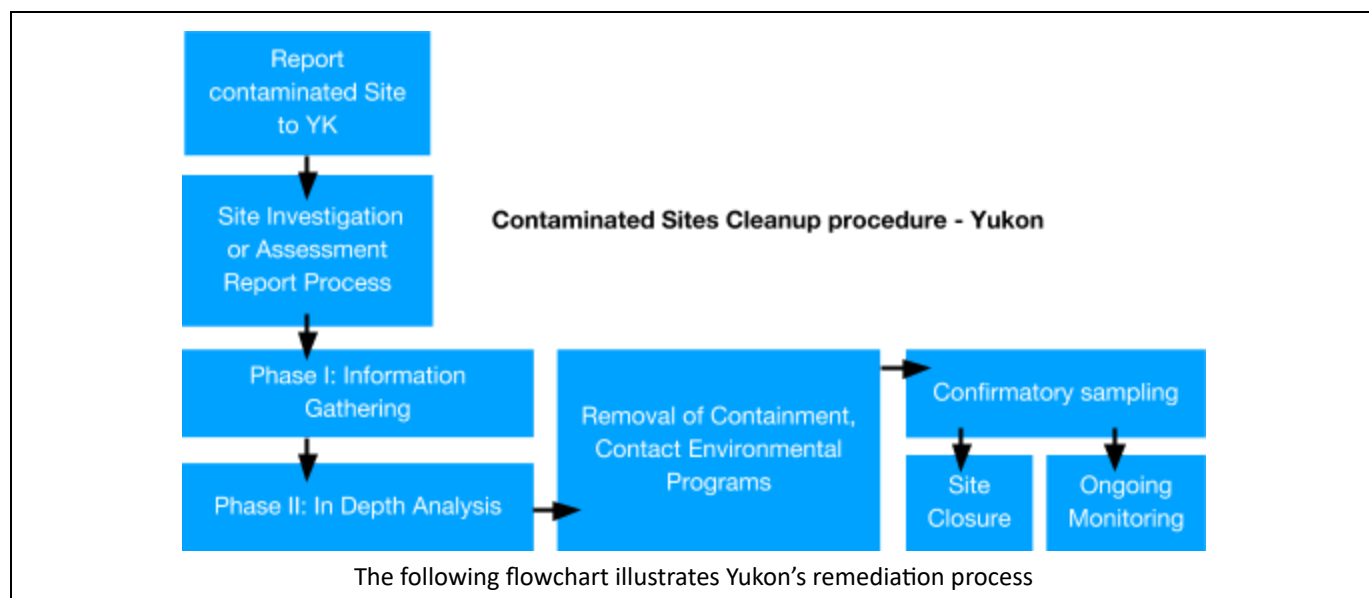 Report
contaminated Site
to YK
Site Investigation
or Assessment
Report Process
Contaminated Sites Cleanup procedure - Yukon
Phase I: Information
Gathering
Phase II: In Depth Analysis
Removal of Containment,
Contact Environmental
Programs
Confirmatory sampling
Site
Closure
Ongoing
Monitoring
The following flowchart illustrates Yukon's remediation process